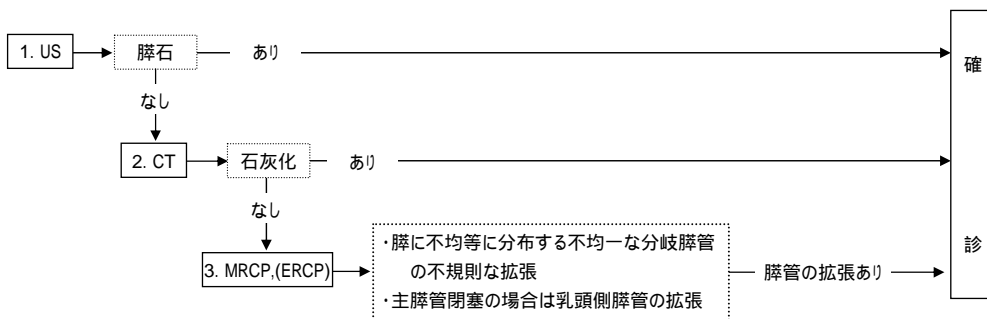 1. US
膵石
あり
なし
2. CT
石灰化
あり
なし
3. MRCP,(ERCP)
・膵に不均等に分布する不均一な分岐膵管
の不規則な拡張
・主膵管閉塞の場合は乳頭側膵管の拡張
膵管の拡張あり
確
診